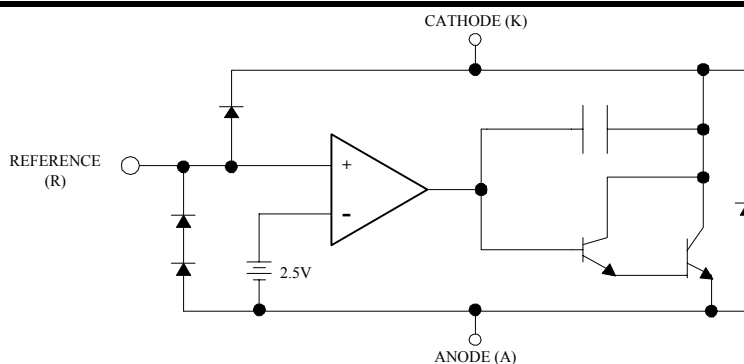 CATHODE (K)
REFERENCE
(R)
+
-
2.5V
ANODE (A)